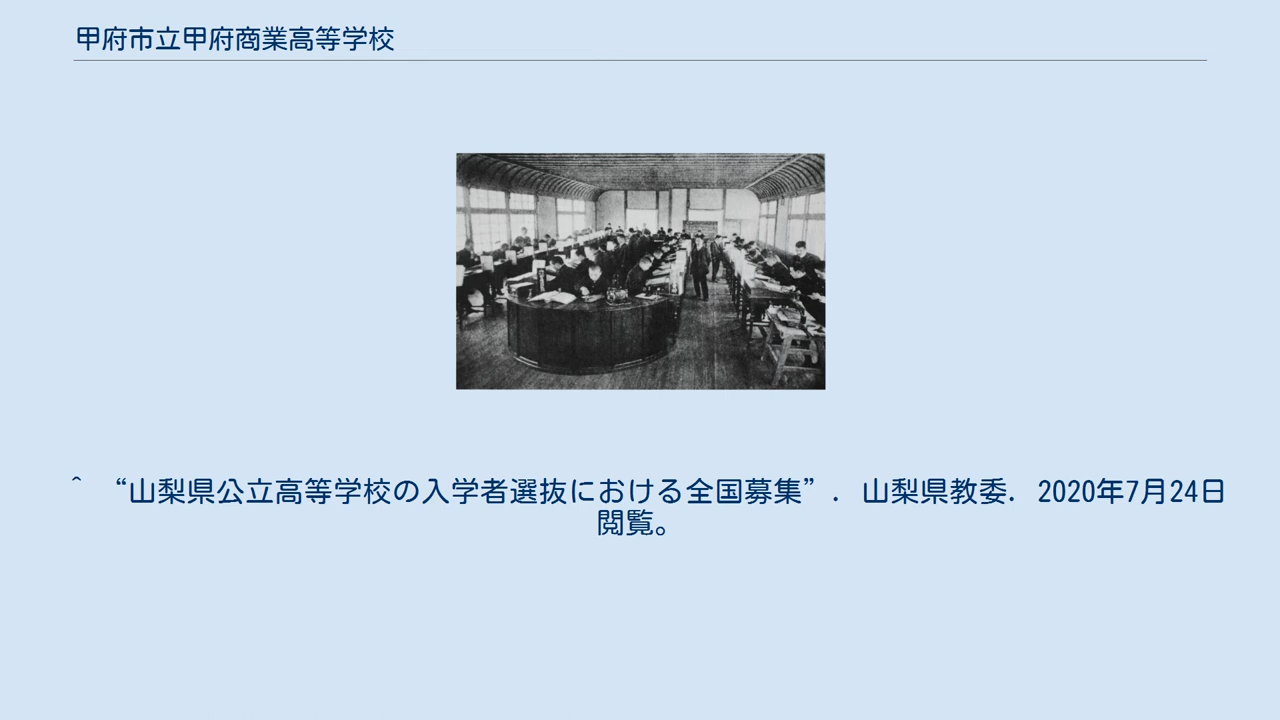 甲府市立甲府商業高等学校
^ “山梨県公立高等学校の入学者選抜における全国募集”. 山梨県教委. 2020年7月24日
閲覧。